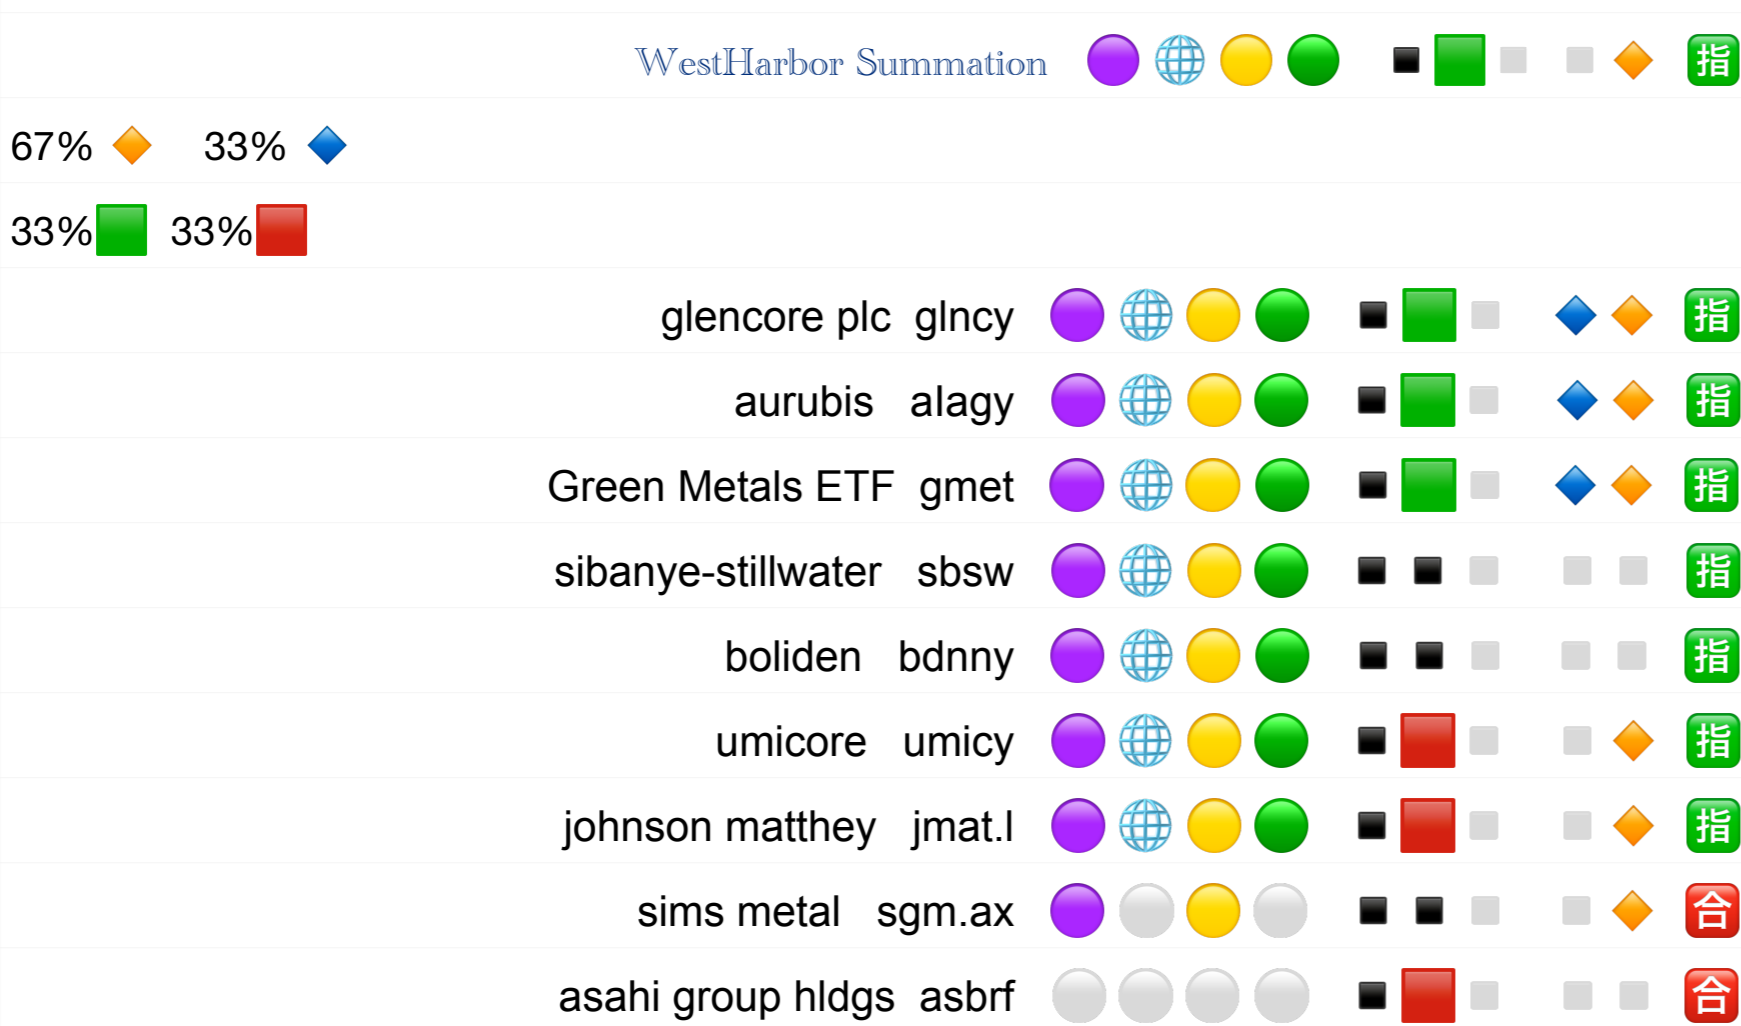 WestHarbor Summation 🟣 🌐 🟡 🟢 ▪️ 🟩 ◽ ◽ 🔸 指
67% 🔸 33% 🔹
33% 🟩 33% 🟥
glencore plc glncy 指
aurubis alagy 指
Green Metals ETF gmet 指
sibanye-stillwater sbsw 指
boliden bdnny 指
umicore umicy 指
johnson matthey jmat.l 指
sims metal sgm.ax 合
asahi group hldgs asbrf 合